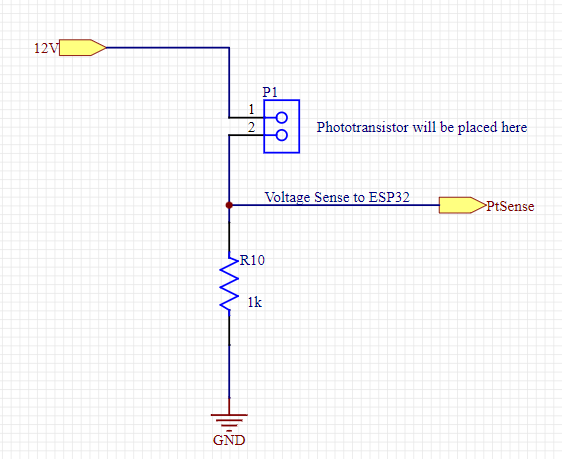 12V
P1
1
2
Phototransistor will be placed here
Voltage Sense to ESP32
PtSense
R10
1k
GND